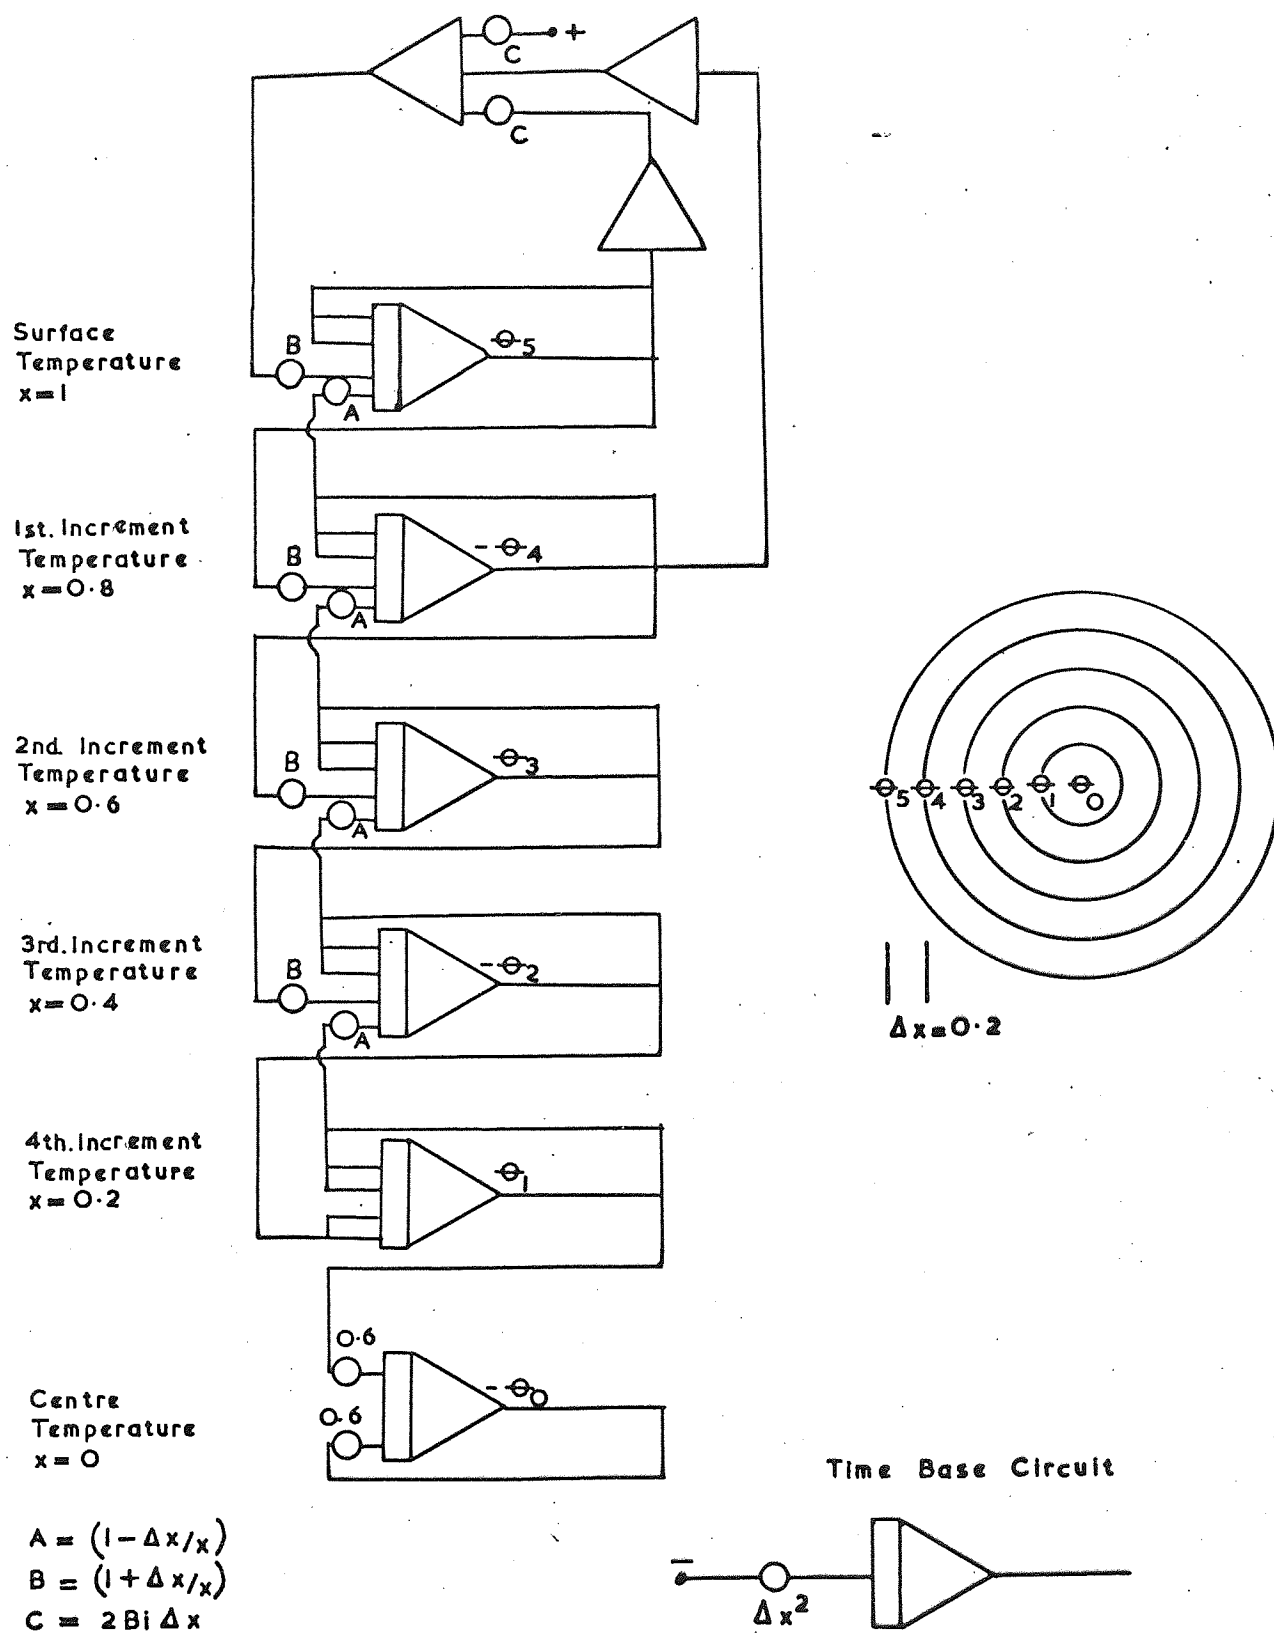 C +
C
Surface
Temperature
x=1
B
A
θ5
1st. Increment
Temperature
x=0.8
B
A
-θ4
2nd. Increment
Temperature
x=0.6
B
A
θ3
θ5 θ4 θ3 θ2 θ1 θ0
Δx=0.2
3rd. Increment
Temperature
x=0.4
B
A
-θ2
4th. Increment
Temperature
x=0.2
θ1
0.6
0.6
-θ0
Centre
Temperature
x=0
Time Base Circuit
A = (1-Δx/x)
B = (1+Δx/x)
C = 2BiΔx
-
Δx²